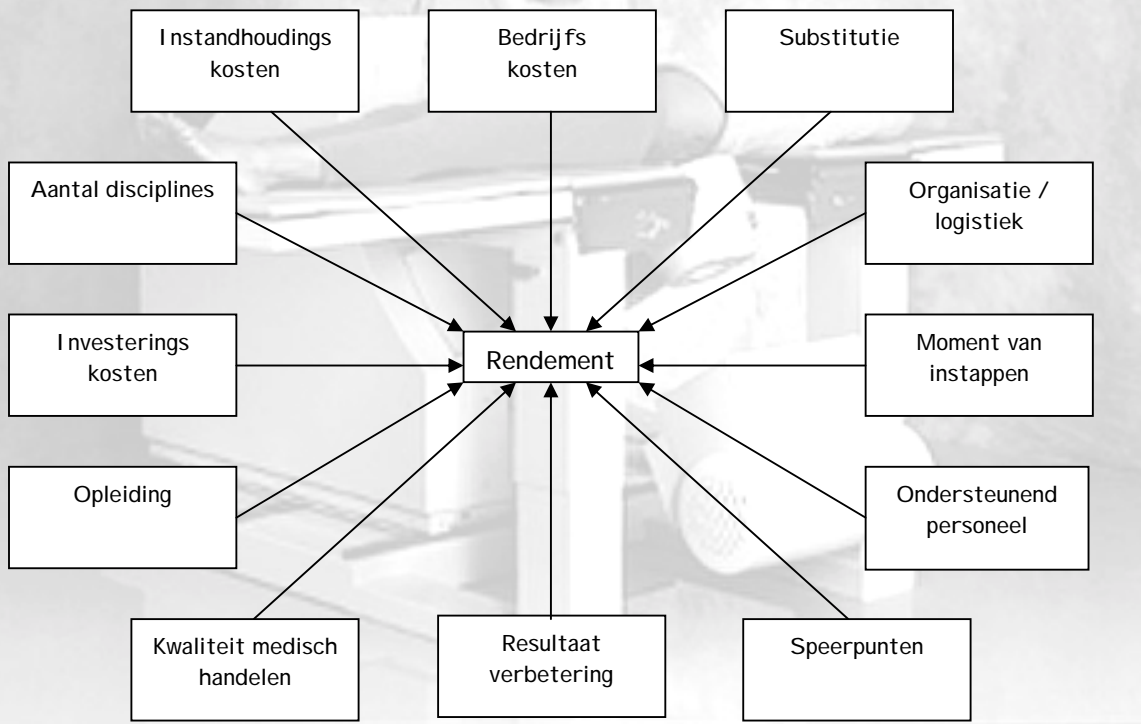 Instandhoudings
kosten
Bedrijfs
kosten
Substitutie
Aantal disciplines
Organisatie /
logistiek
Investerings
kosten
Rendement
Moment van
instappen
Opleiding
Ondersteunend
personeel
Kwaliteit medisch
handelen
Resultaat
verbetering
Speerpunten